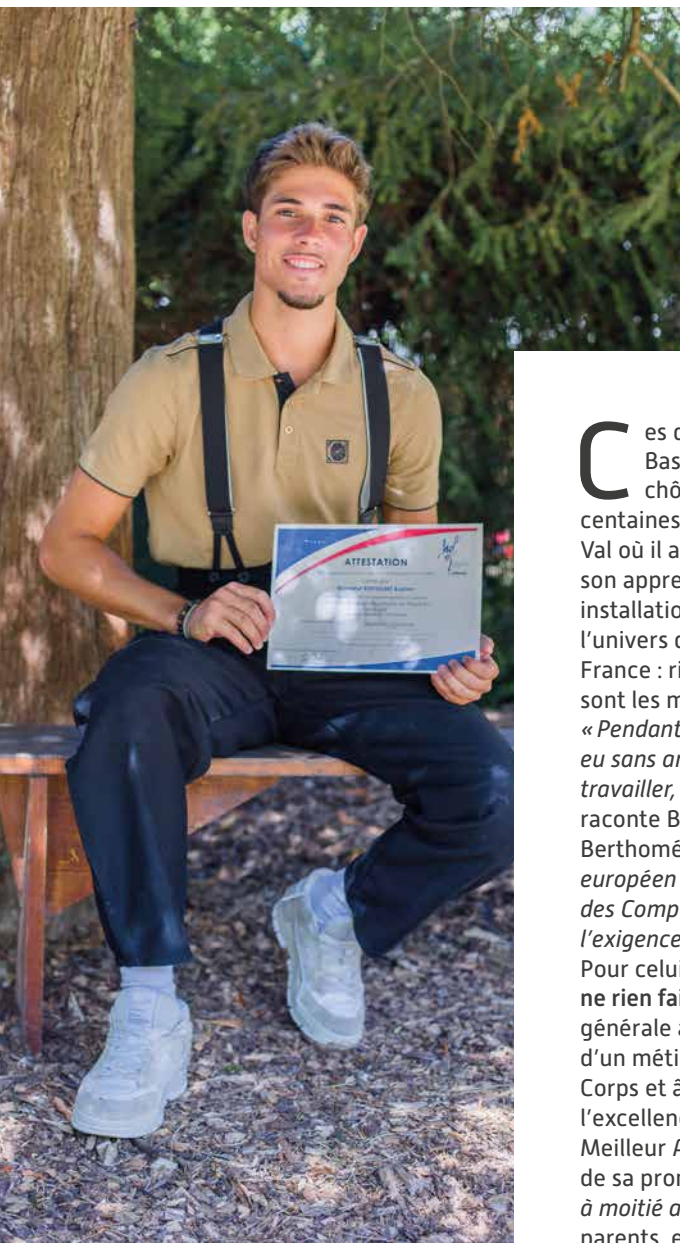 ATTESTATION
C
es d
Bas
chô
centaines
Val où il a
son appre
installatio
l'univers d
France : ri
sont les m
« Pendant
eu sans ar
travailler,
raconte B
Berthomé
européen
des Comp
l'exigence
Pour celui
ne rien fai
générale a
d'un méti
Corps et â
l'excellenc
Meilleur A
de sa pror
à moitié a
parents, e